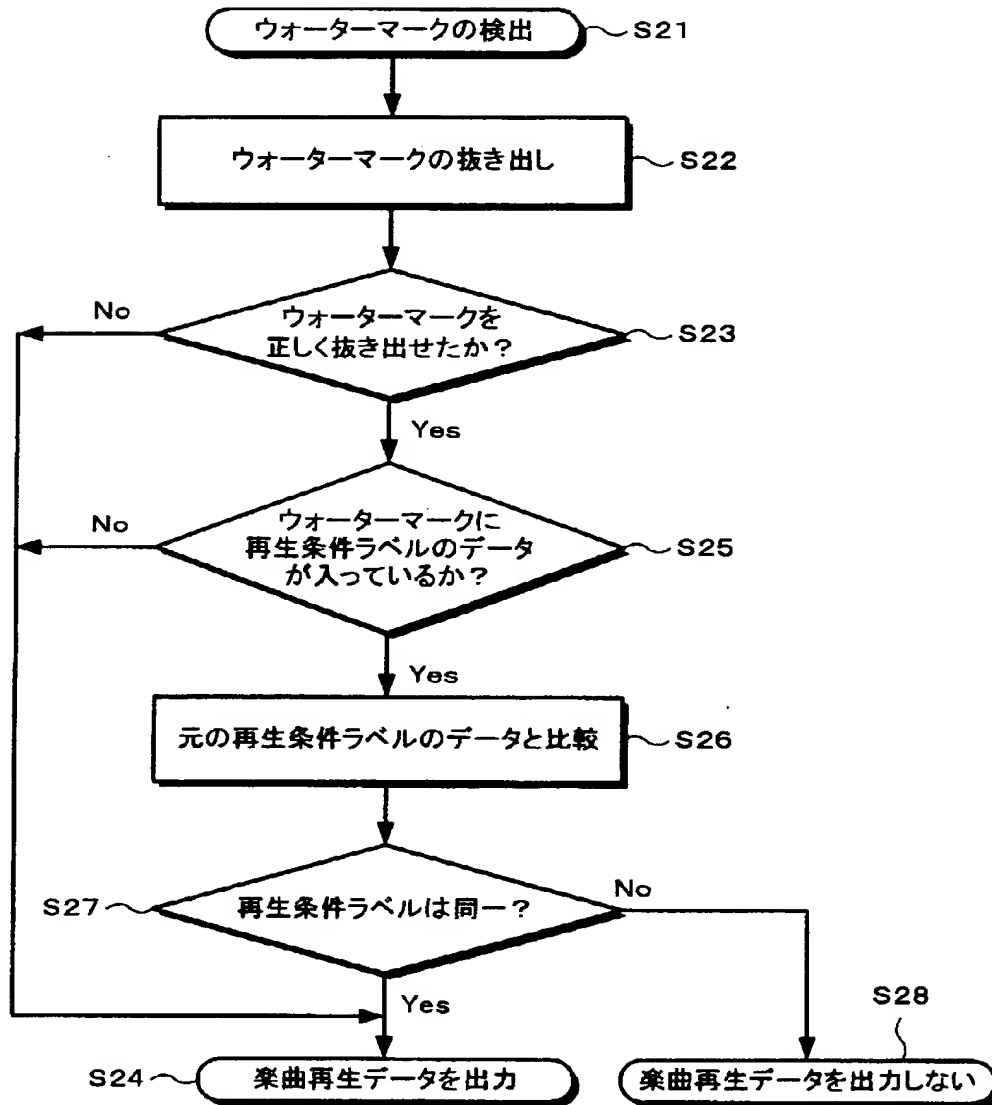 ウォーターマークの検出
S21
ウォーターマークの抜き出し
S22
No
ウォーターマークを
正しく抜き出せたか？
S23
Yes
No
ウォーターマークに
再生条件ラベルのデータ
が入っているか？
S25
Yes
元の再生条件ラベルのデータと比較
S26
S27
再生条件ラベルは同一？
No
Yes
S28
S24
楽曲再生データを出力
楽曲再生データを出力しない